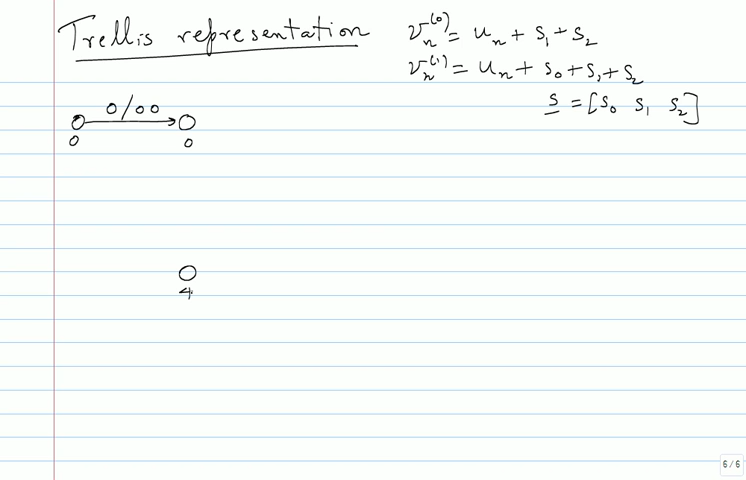 Trellis representation
v_n^(0) = u_n + s_1 + s_2
v_n^(1) = u_n + s_0 + s_1 + s_2
s = [s_0 s_1 s_2]
0/00
0 0
4
6 / 6